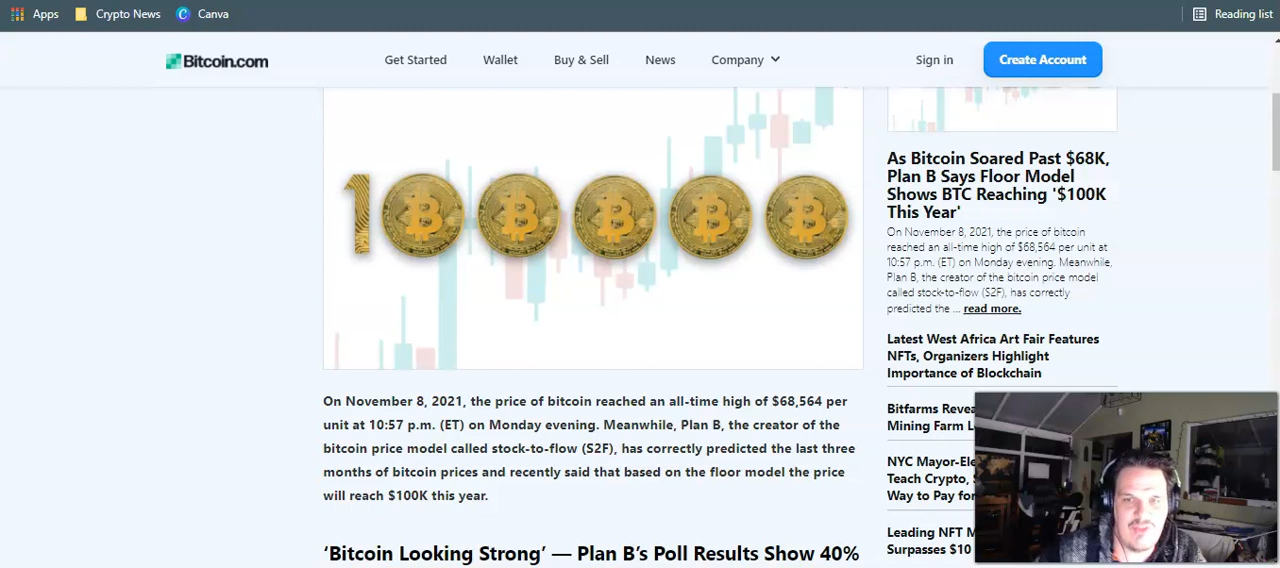 Apps Crypto News Canva Reading list
Bitcoin.com Get Started Wallet Buy & Sell News Company Sign in Create Account
1
On November 8, 2021, the price of bitcoin reached an all-time high of $68,564 per
unit at 10:57 p.m. (ET) on Monday evening. Meanwhile, Plan B, the creator of the
bitcoin price model called stock-to-flow (S2F), has correctly predicted the last three
months of bitcoin prices and recently said that based on the floor model the price
will reach $100K this year.
‘Bitcoin Looking Strong’ — Plan B’s Poll Results Show 40%
As Bitcoin Soared Past $68K,
Plan B Says Floor Model
Shows BTC Reaching '$100K
This Year'
On November 8, 2021, the price of bitcoin
reached an all-time high of $68,564 per unit at
10:57 p.m. (ET) on Monday evening. Meanwhile,
Plan B, the creator of the bitcoin price model
called stock-to-flow (S2F), has correctly
predicted the ... read more.
Latest West Africa Art Fair Features
NFTs, Organizers Highlight
Importance of Blockchain
Bitfarms
Mining Farm
NYC
Teach Crypto,
Way to Pay for
Leading NFT
Surpasses $10